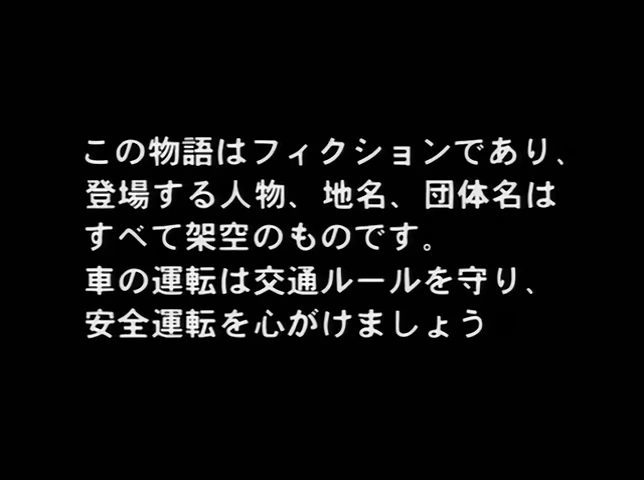 この物語はフィクションであり、
登場する人物、地名、団体名は
すべて架空のものです。
車の運転は交通ルールを守り、
安全運転を心がけましょう